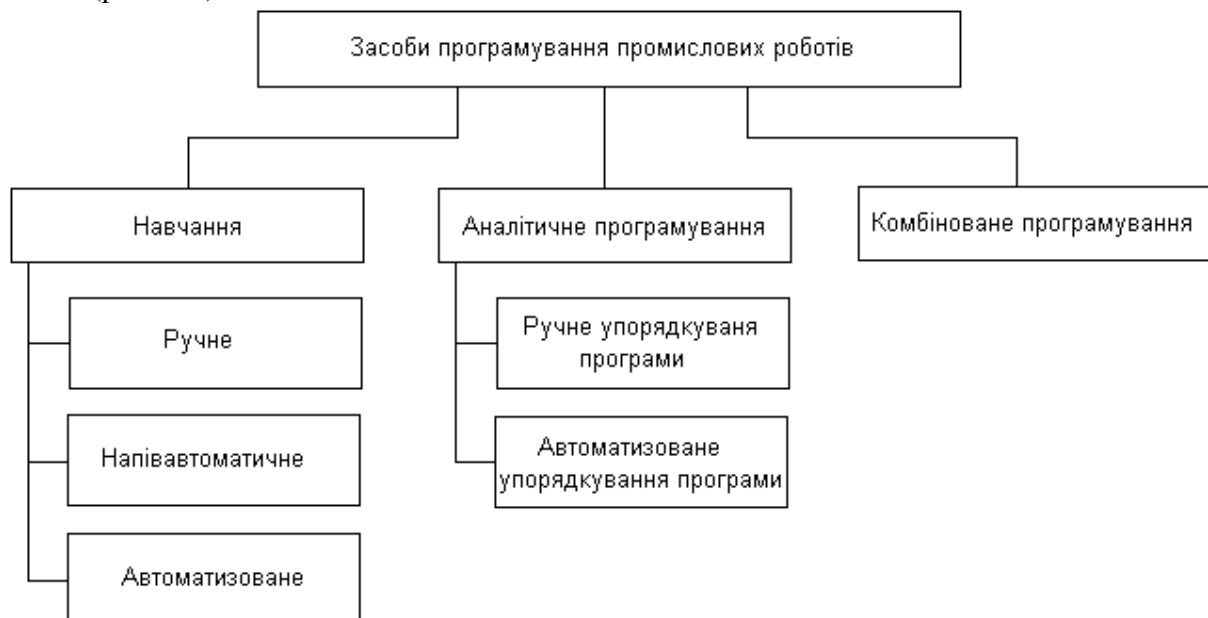 Засоби програмування промислових роботів
Навчання
Аналітичне програмування
Комбіноване програмування
Ручне
Напівавтоматичне
Автоматизоване
Ручне упорядкуваня
програми
Автоматизоване
упорядкування програми